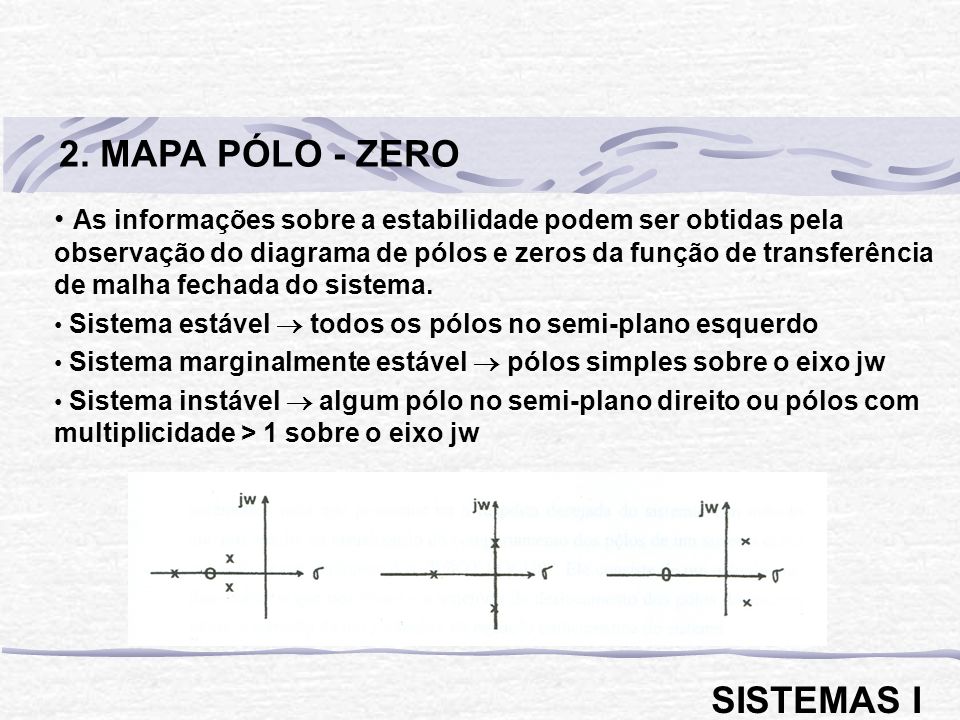 2. MAPA PÓLO - ZERO
• As informações sobre a estabilidade podem ser obtidas pela
observação do diagrama de pólos e zeros da função de transferência
de malha fechada do sistema.
• Sistema estável → todos os pólos no semi-plano esquerdo
• Sistema marginalmente estável → pólos simples sobre o eixo jw
• Sistema instável → algum pólo no semi-plano direito ou pólos com
multiplicidade > 1 sobre o eixo jw
jw
jw
jw
σ
σ
σ
SISTEMAS I